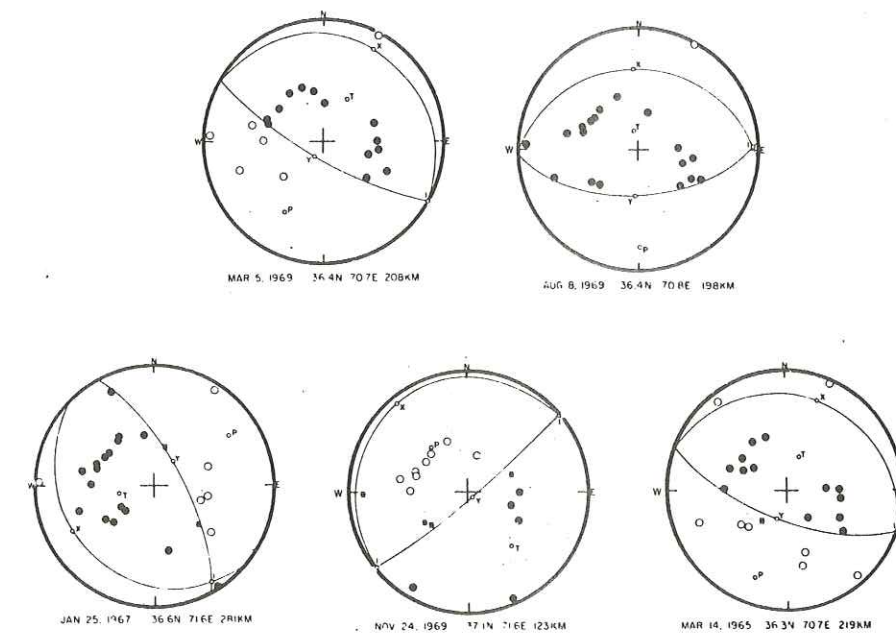 N
X
T
W
E
Y
I
P
MAR 5, 1969 36.4N 70.7E 208KM
N
X
T
W
I
E
Y
P
AUG 8, 1969 36.4N 70.8E 198KM
N
P
Y
W
T
E
X
I
JAN 25, 1967 36.6N 71.6E 281KM
N
X
I
P
W
E
Y
T
NOV 24, 1969 37.1N 71.6E 123KM
N
X
T
W
E
Y
P
MAR 14, 1965 36.3N 70.7E 219KM